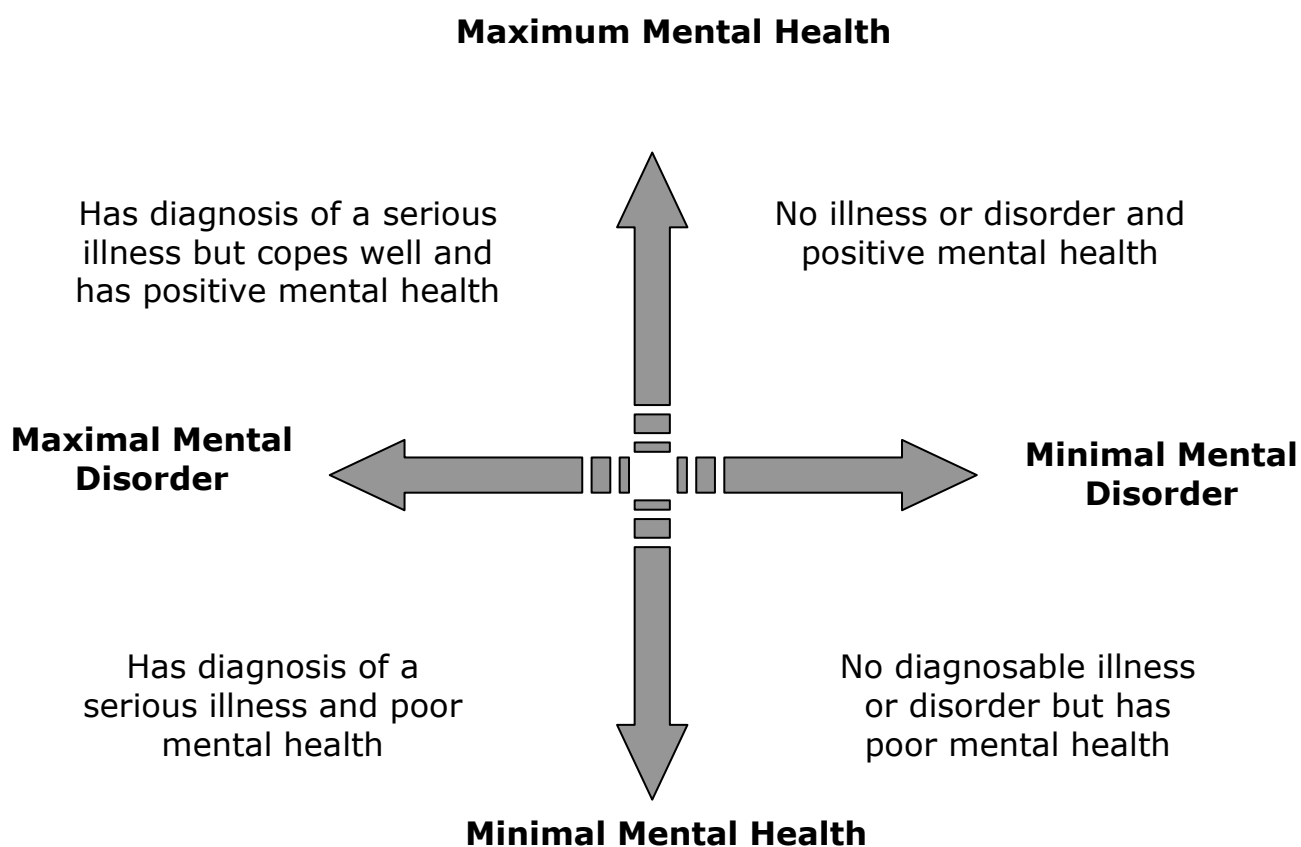 Maximum Mental Health
Has diagnosis of a serious
illness but copes well and
has positive mental health
No illness or disorder and
positive mental health
Maximal Mental
Disorder
Minimal Mental
Disorder
Has diagnosis of a
serious illness and poor
mental health
No diagnosable illness
or disorder but has
poor mental health
Minimal Mental Health